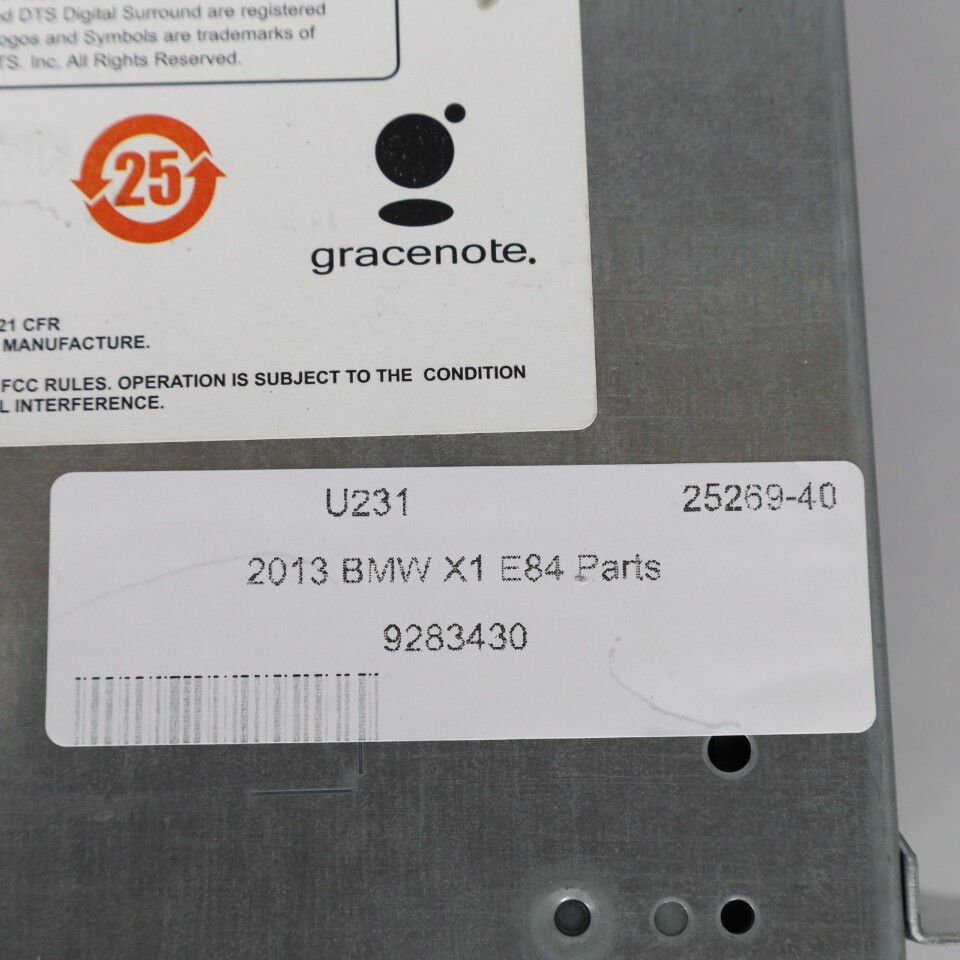 d DTS Digital Surround are registered
ogos and Symbols are trademarks of
TS. Inc. All Rights Reserved.
25
gracenote.
21 CFR
MANUFACTURE.
FCC RULES. OPERATION IS SUBJECT TO THE CONDITION
L INTERFERENCE.
U231 25269-40
2013 BMW X1 E84 Parts
9283430